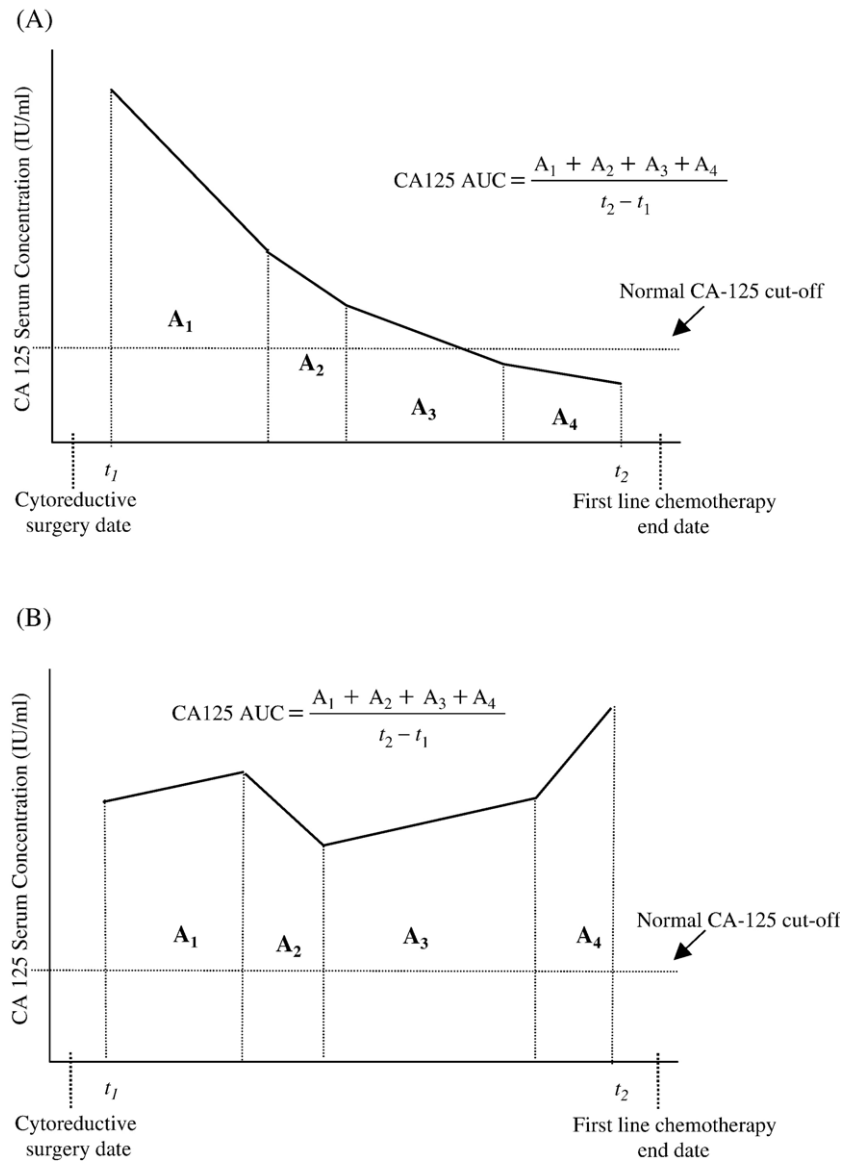 (A)
CA 125 Serum Concentration (IU/ml)
CA125 AUC = (A₁ + A₂ + A₃ + A₄) / (t₂ − t₁)
Normal CA-125 cut-off
A₁
A₂
A₃
A₄
t₁
t₂
Cytoreductive
surgery date
First line chemotherapy
end date
(B)
CA 125 Serum Concentration (IU/ml)
CA125 AUC = (A₁ + A₂ + A₃ + A₄) / (t₂ − t₁)
Normal CA-125 cut-off
A₁
A₂
A₃
A₄
t₁
t₂
Cytoreductive
surgery date
First line chemotherapy
end date